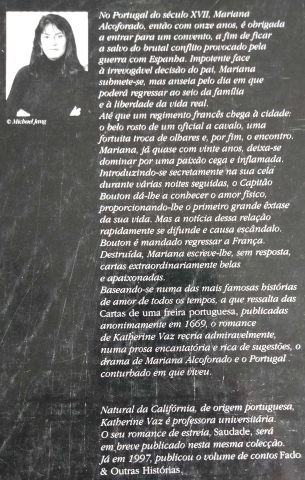 No Portugal do século XVII, Mariana
Alcoforado, então com onze anos, é obrigada
a entrar para um convento, a fim de ficar
a salvo do brutal conflito provocado pela
guerra com Espanha. Impotente face
à irrevogável decisão do pai, Mariana
submete-se, mas anseia pelo dia em que
poderá regressar ao seio da família
e à liberdade da vida real.
Até que um regimento francês chega à cidade:
o belo rosto de um oficial a cavalo, uma
fortuita troca de olhares e, por fim, o encontro.
Mariana, já quase com vinte anos, deixa-se
dominar por uma paixão cega e inflamada.
Introduzindo-se secretamente na sua cela
durante várias noites seguidas, o Capitão
Bouton dá-lhe a conhecer o amor físico,
proporcionando-lhe o primeiro grande êxtase
da sua vida. Mas a notícia dessa relação
rapidamente se difunde e causa escândalo.
Bouton é mandado regressar a França.
Destruída, Mariana escreve-lhe, sem resposta,
cartas extraordinariamente belas
e apaixonadas.
Baseando-se numa das mais famosas histórias
de amor de todos os tempos, a que ressalta das
Cartas de uma freira portuguesa, publicadas
anonimamente em 1669, o romance
de Katherine Vaz recria admiravelmente,
numa prosa encantatória e rica de sugestões, o
drama de Mariana Alcoforado e o Portugal
conturbado em que viveu.
Natural da Califórnia, de origem portuguesa,
Katherine Vaz é professora universitária.
O seu romance de estreia, Saudade, será
em breve publicado nesta mesma colecção.
Já em 1997, publicou o volume de contos Fado
& Outras Histórias.
© Michael Jang